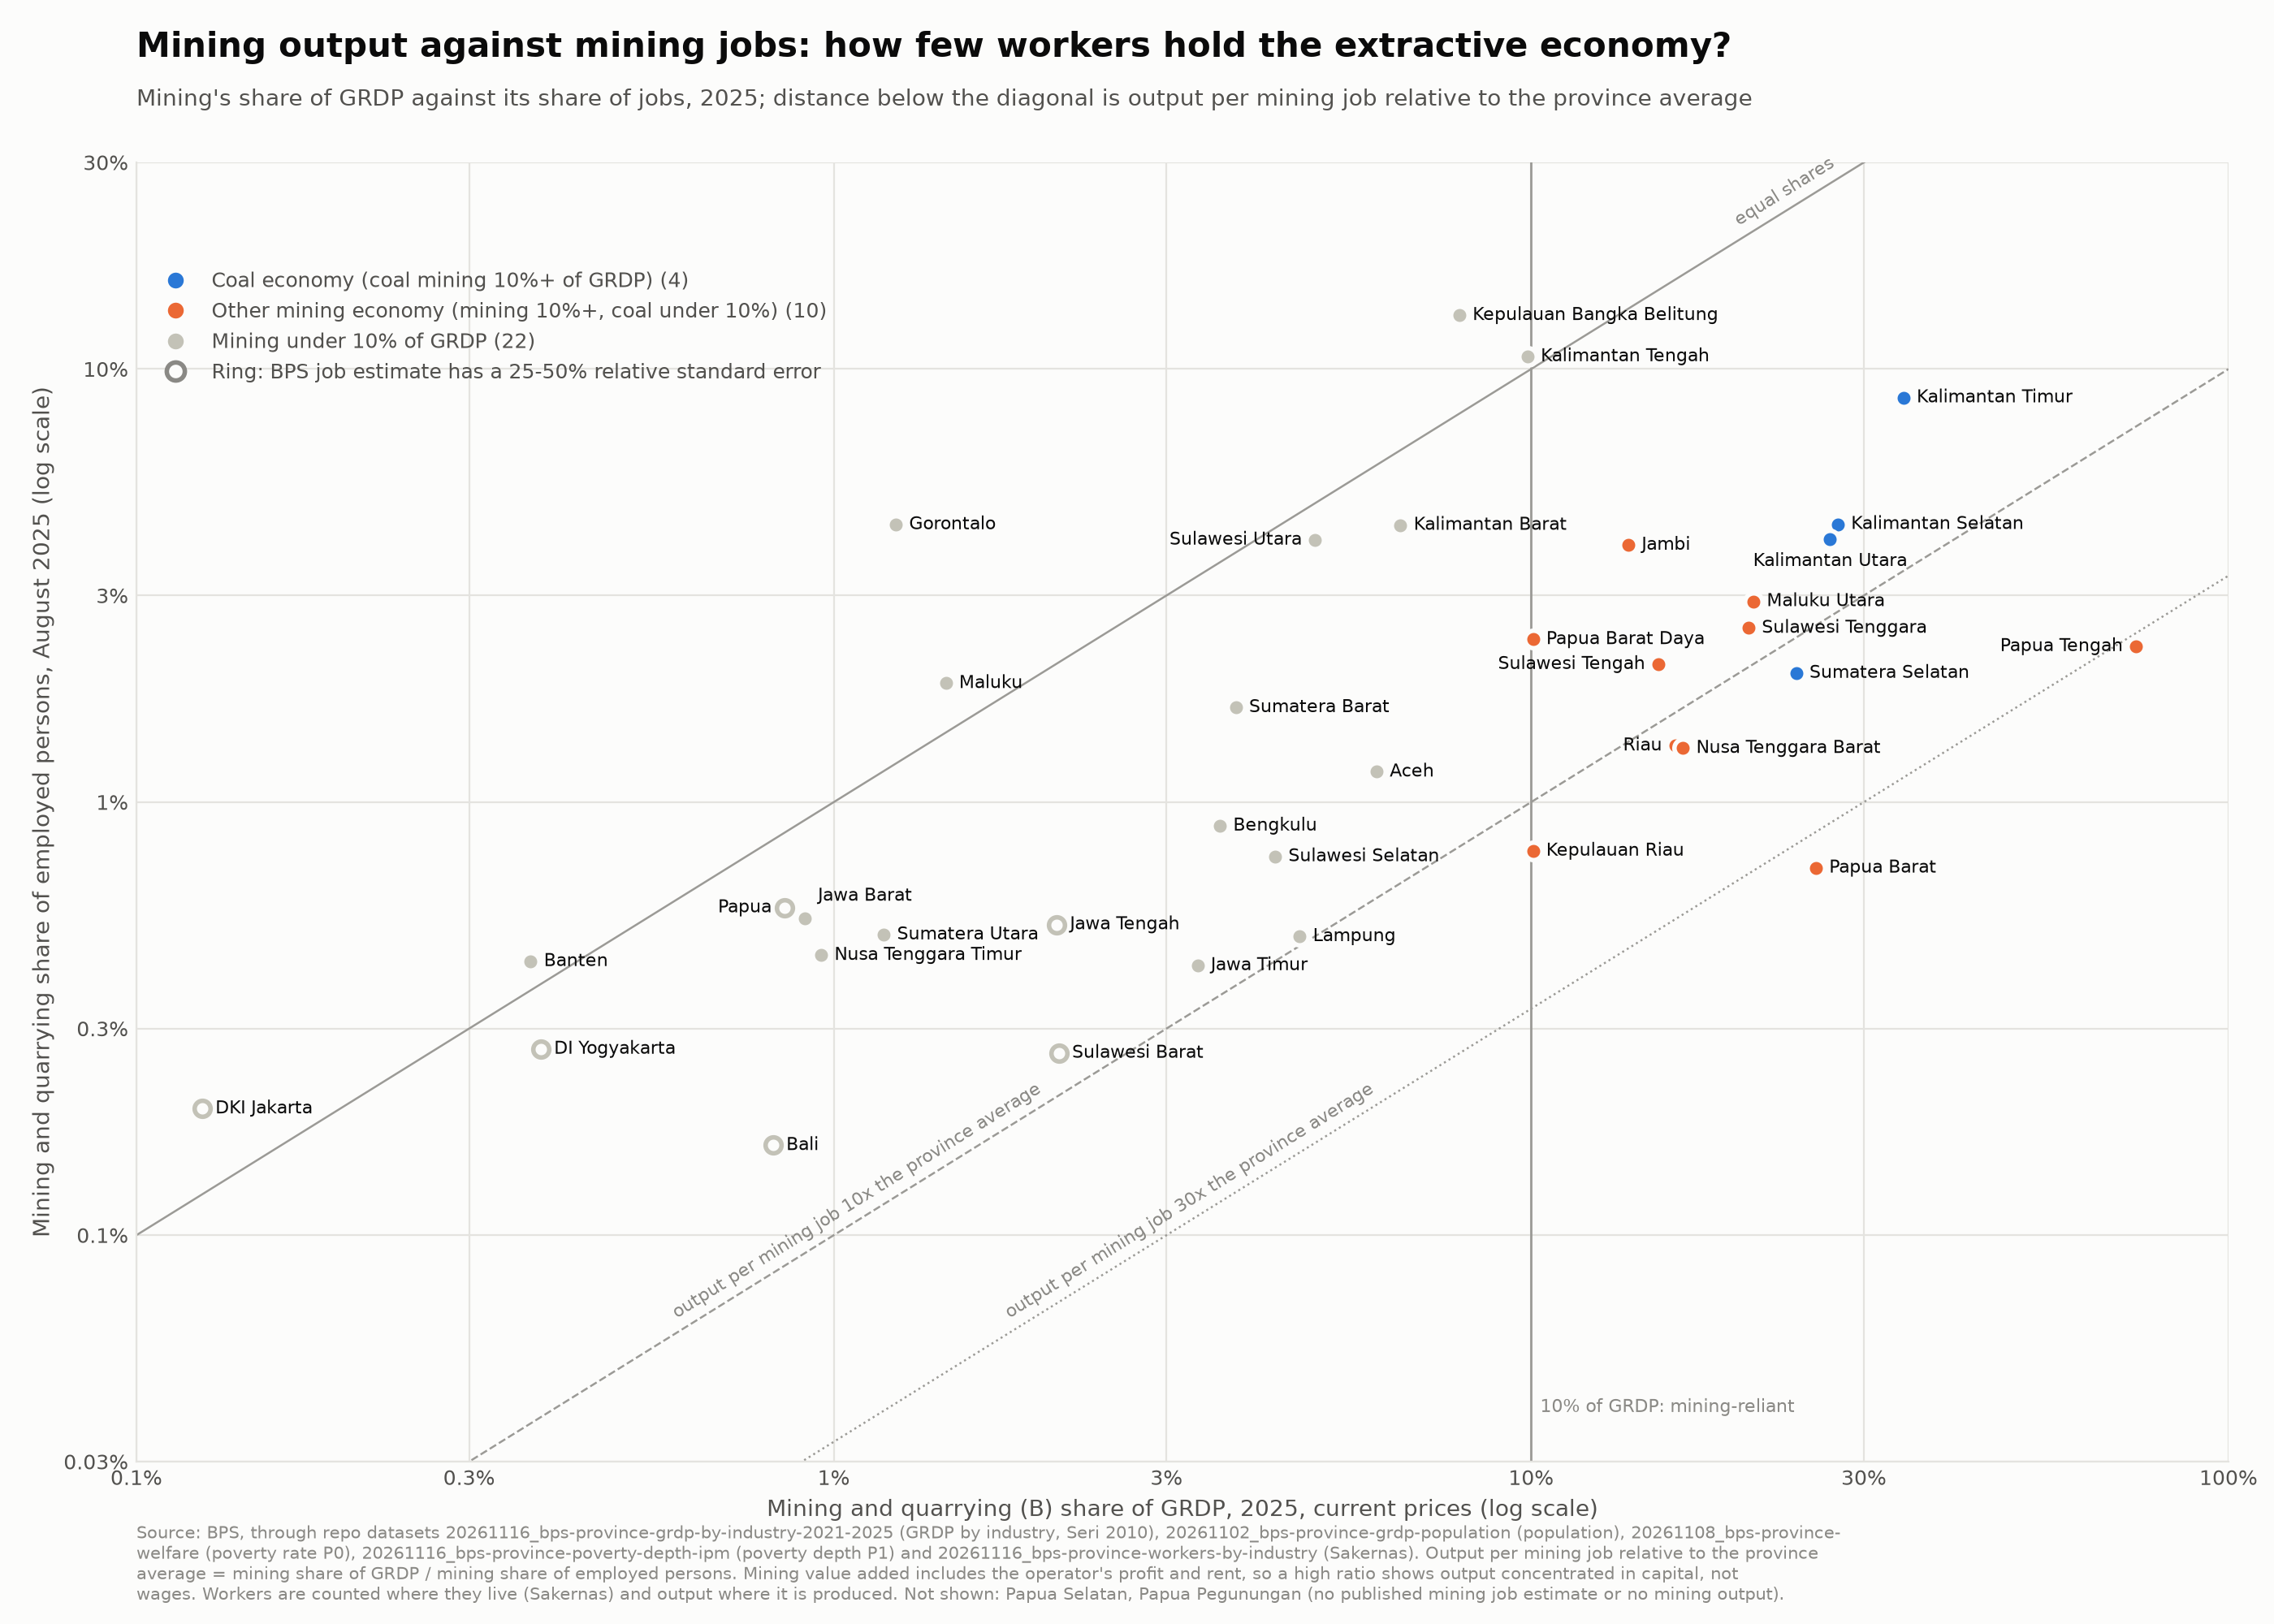 Mining output against mining jobs: how few workers hold the extractive economy?
Mining's share of GRDP against its share of jobs, 2025; distance below the diagonal is output per mining job relative to the province average
Mining and quarrying share of employed persons, August 2025 (log scale)
30%
10%
3%
1%
0.3%
0.1%
0.03%
Coal economy (coal mining 10%+ of GRDP) (4)
Other mining economy (mining 10%+, coal under 10%) (10)
Mining under 10% of GRDP (22)
Ring: BPS job estimate has a 25-50% relative standard error
equal shares
Kepulauan Bangka Belitung
Kalimantan Tengah
Kalimantan Timur
Gorontalo
Sulawesi Utara
Kalimantan Barat
Jambi
Kalimantan Selatan
Kalimantan Utara
Maluku Utara
Sulawesi Tenggara
Papua Barat Daya
Sulawesi Tengah
Papua Tengah
Sumatera Selatan
Maluku
Sumatera Barat
Riau
Nusa Tenggara Barat
Aceh
Bengkulu
Sulawesi Selatan
Kepulauan Riau
Papua Barat
Papua
Jawa Barat
Sumatera Utara
Jawa Tengah
Lampung
Nusa Tenggara Timur
Banten
Jawa Timur
DI Yogyakarta
Sulawesi Barat
DKI Jakarta
Bali
output per mining job 10x the province average
output per mining job 30x the province average
10% of GRDP: mining-reliant
0.1%
0.3%
1%
3%
10%
30%
100%
Mining and quarrying (B) share of GRDP, 2025, current prices (log scale)
Source: BPS, through repo datasets 20261116_bps-province-grdp-by-industry-2021-2025 (GRDP by industry, Seri 2010), 20261102_bps-province-grdp-population (population), 20261108_bps-province-
welfare (poverty rate P0), 20261116_bps-province-poverty-depth-ipm (poverty depth P1) and 20261116_bps-province-workers-by-industry (Sakernas). Output per mining job relative to the province
average = mining share of GRDP / mining share of employed persons. Mining value added includes the operator's profit and rent, so a high ratio shows output concentrated in capital, not
wages. Workers are counted where they live (Sakernas) and output where it is produced. Not shown: Papua Selatan, Papua Pegunungan (no published mining job estimate or no mining output).